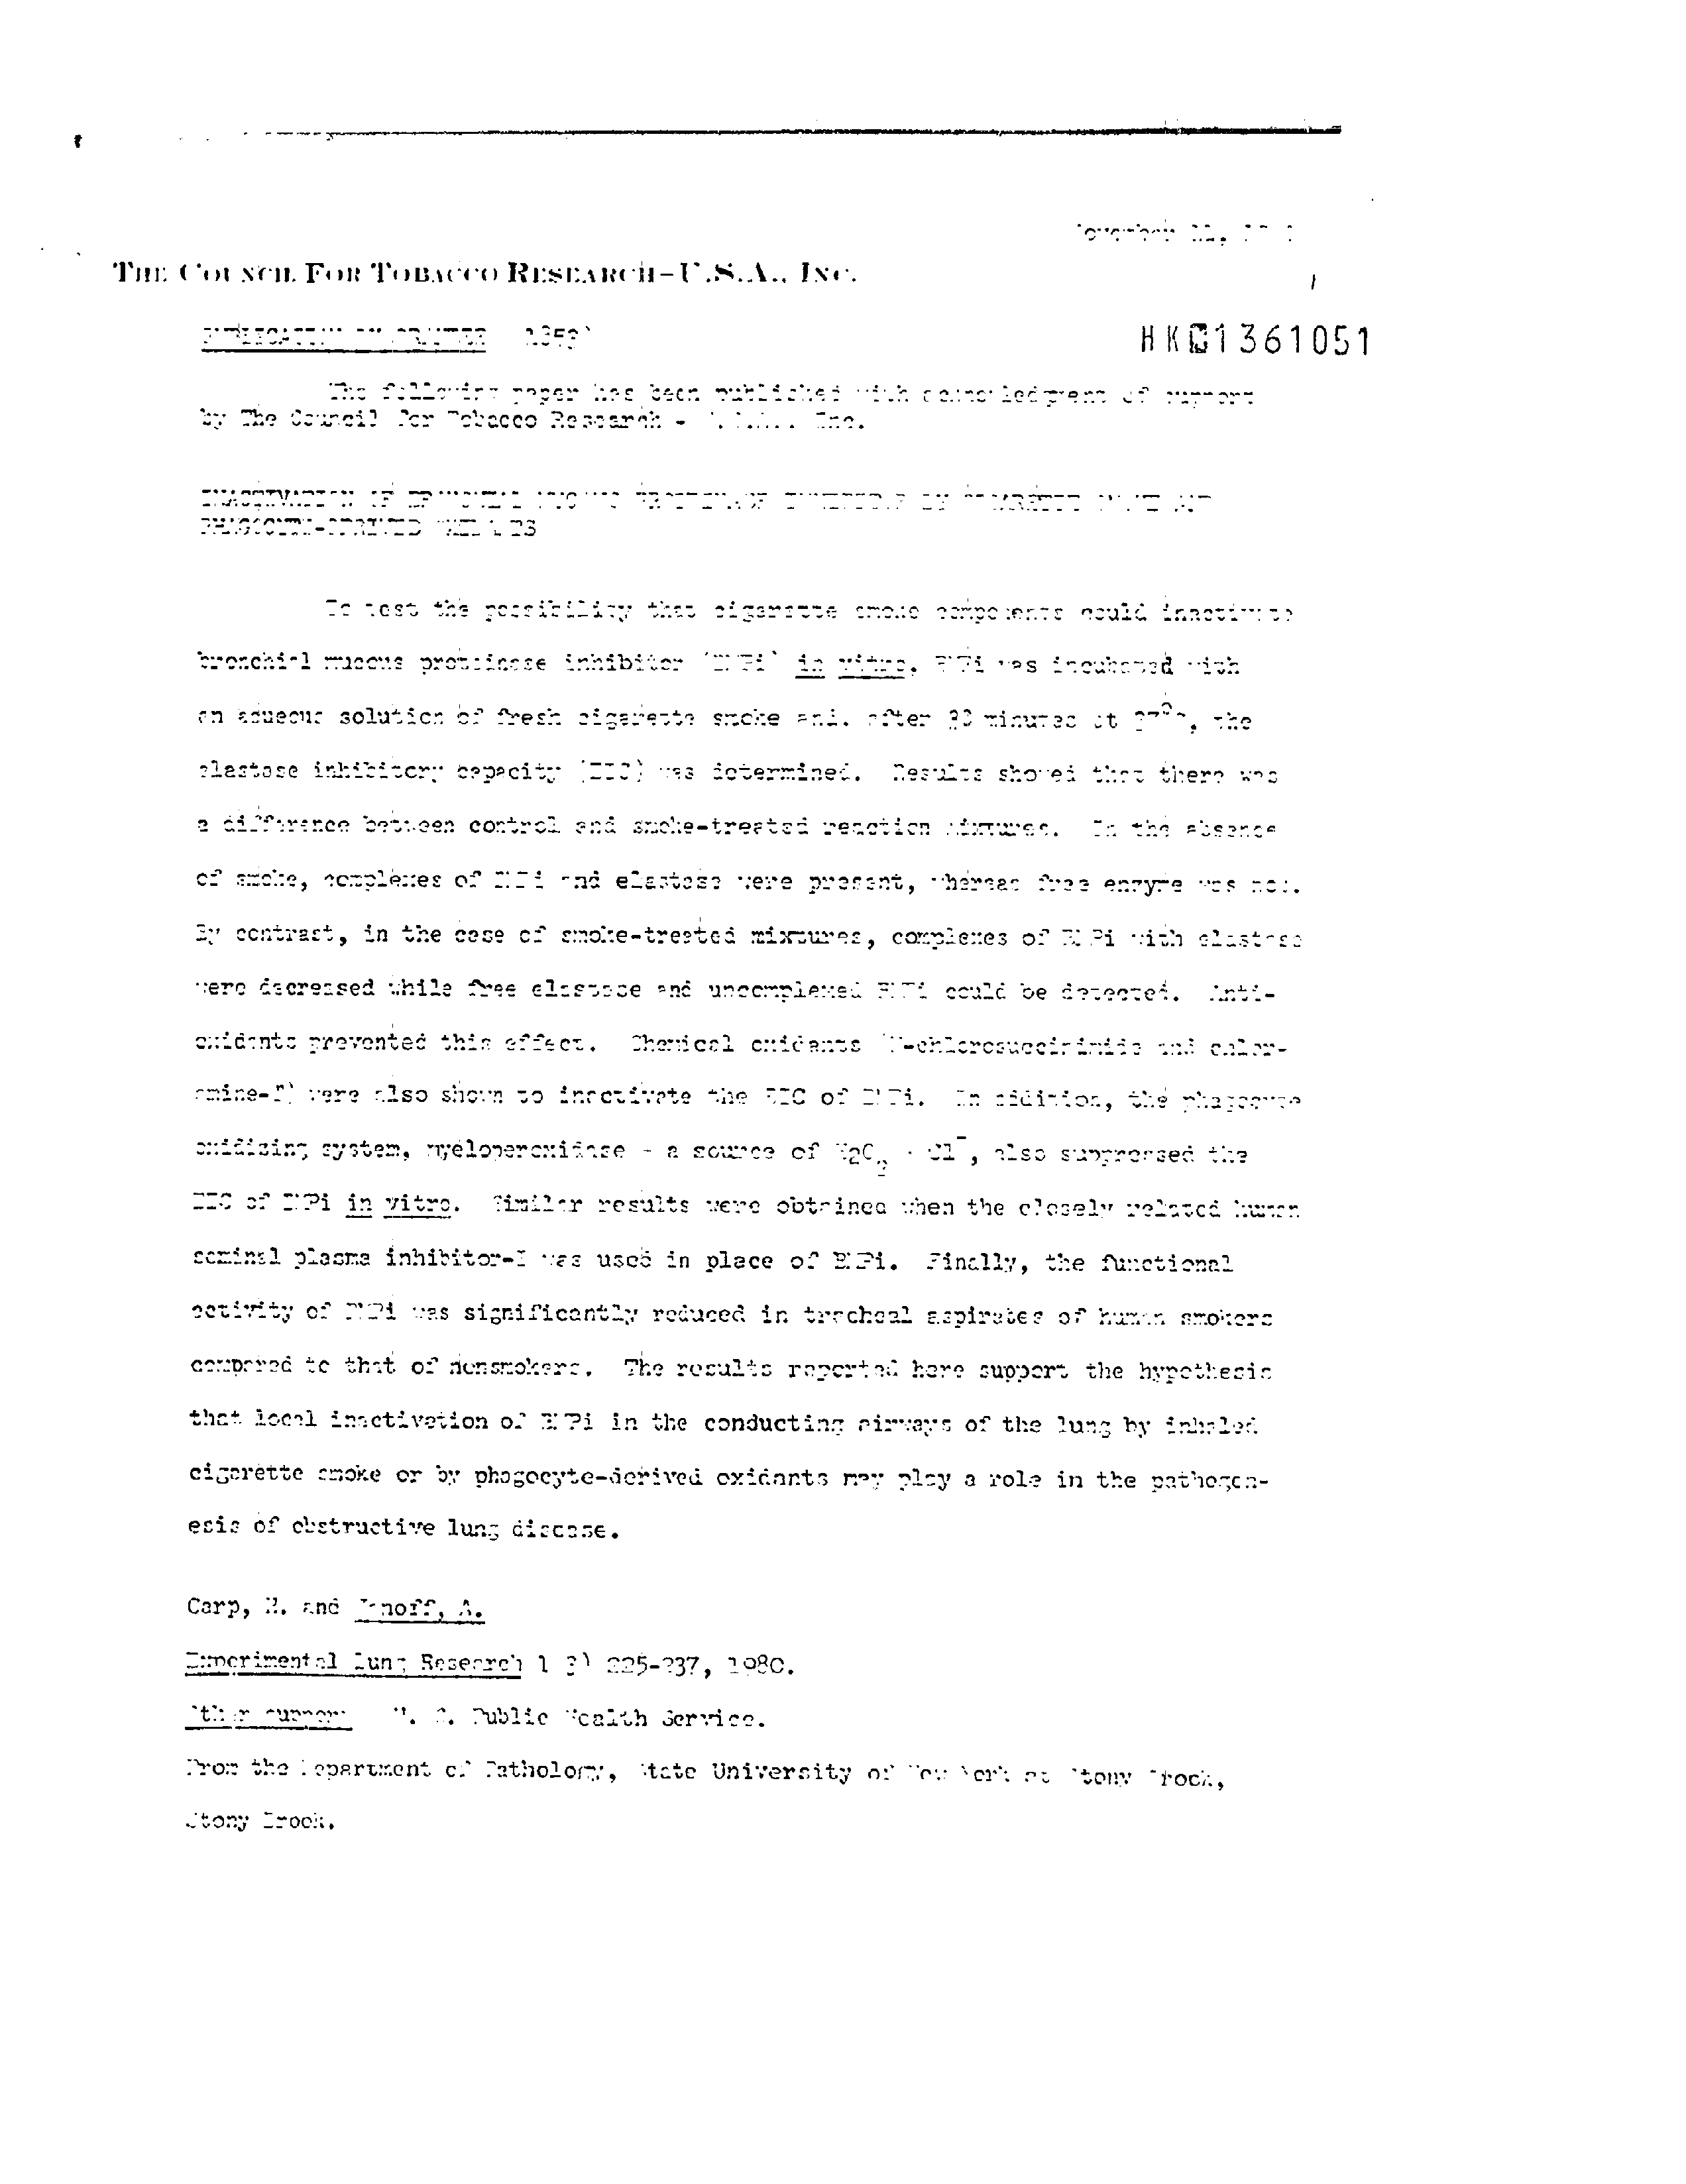 THE COUNCIL FOR TOBACCO RESEARCH-U.S.A., INC.
HK01361051
The following paper has been published with acknowledgment of support
by The Council for Tobacco Research - Inc.
To test the possibility that cigarette smoke components could inactivate
bronchial mucous proteinase inhibitor (BMPi) in vitro, BMPi was incubated with
an aqueous solution of fresh cigarette smoke and, after 30 minutes at 37°C, the
elastase inhibitory capacity (EIC) was determined. Results showed that there was
a difference between control and smoke-treated reaction mixtures. In the absence
of smoke, complexes of BMPi and elastase were present, whereas free enzyme was not.
By contrast, in the case of smoke-treated mixtures, complexes of BMPi with elastase
were decreased while free elastase and uncomplexed BMPi could be detected. Anti-
oxidants prevented this effect. Chemical oxidants (N-chlorosuccinimide and chlor-
amine-T) were also shown to inactivate the EIC of BMPi. In addition, the phagocyte
oxidizing system, myeloperoxidase - a source of H2O2 Cl-, also suppressed the
EIC of BMPi in vitro. Similar results were obtained when the closely related human
seminal plasma inhibitor-I was used in place of BMPi. Finally, the functional
activity of BMPi was significantly reduced in tracheal aspirates of human smokers
compared to that of nonsmokers. The results reported here support the hypothesis
that local inactivation of BMPi in the conducting airways of the lung by inhaled
cigarette smoke or by phagocyte-derived oxidants may play a role in the pathogen-
esis of obstructive lung disease.
Carp, H. and Janoff, A.
Experimental Lung Research 1 3) 225-237, 1980.
Other support U. S. Public Health Service.
From the Department of Pathology, State University of New York at Stony Brook,
Stony Brook.